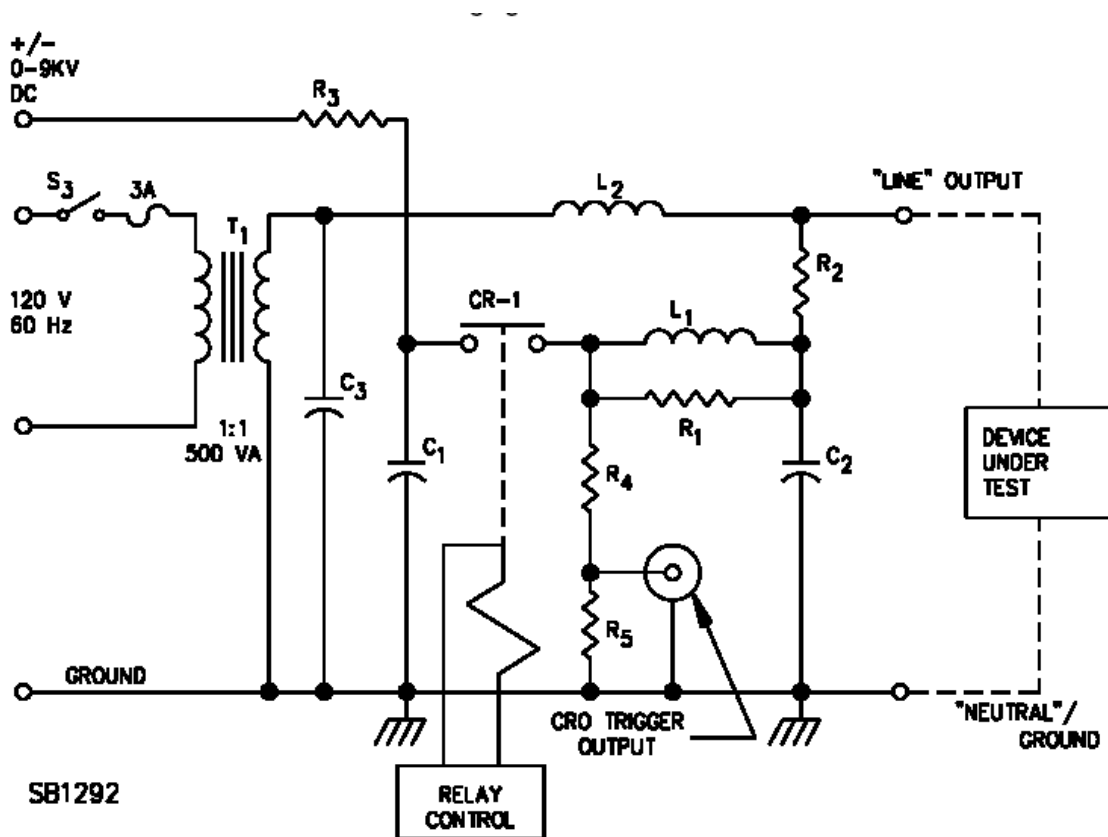 +/-
0-9KV
DC
R3
S3
3A
L2
"LINE" OUTPUT
T1
R2
120 V
60 Hz
CR-1
L1
C3
R1
1:1
500 VA
C1
R4
C2
DEVICE
UNDER
TEST
R5
GROUND
CRO TRIGGER
OUTPUT
"NEUTRAL"/
GROUND
SB1292
RELAY
CONTROL